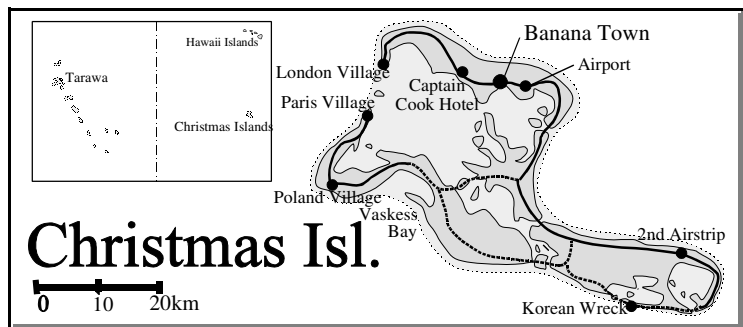 Hawaii Islands
Tarawa
Christmas Islands
Banana Town
London Village
Airport
Captain
Cook Hotel
Paris Village
Poland Village
Vaskess
Bay
2nd Airstrip
Korean Wreck
Christmas Isl.
0 10 20km